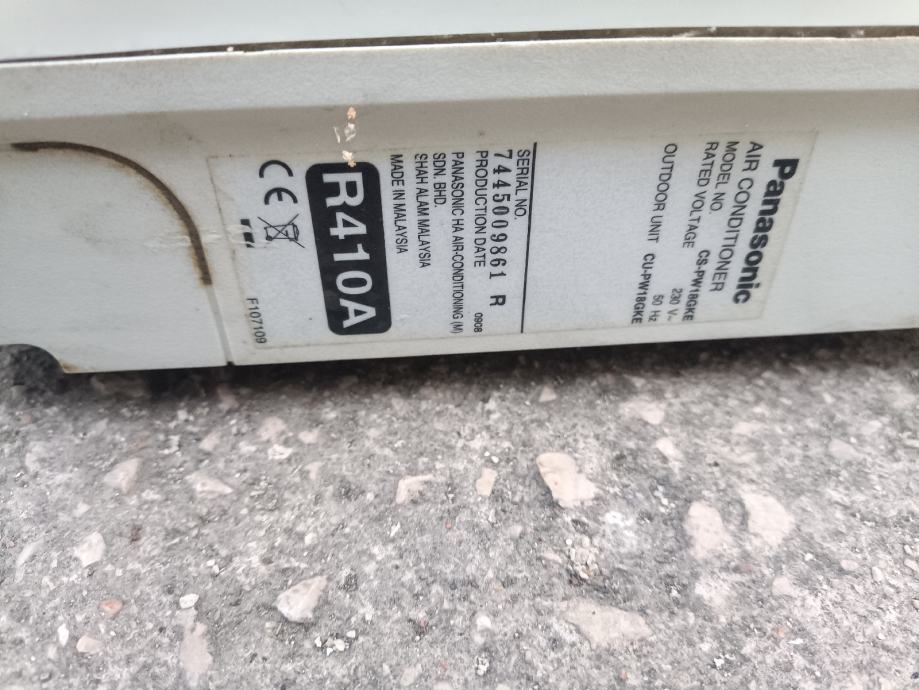 Panasonic
AIR CONDITIONER
MODEL NO. CS-PW18GKE
RATED VOLTAGE 230 V~
50 Hz
OUTDOOR UNIT CU-PW18GKE
SERIAL NO.
7445009861 R
PRODUCTION DATE 0908
PANASONIC HA AIR-CONDITIONING (M)
SDN. BHD.
SHAH ALAM MALAYSIA
MADE IN MALAYSIA
R410A
CE
F107109